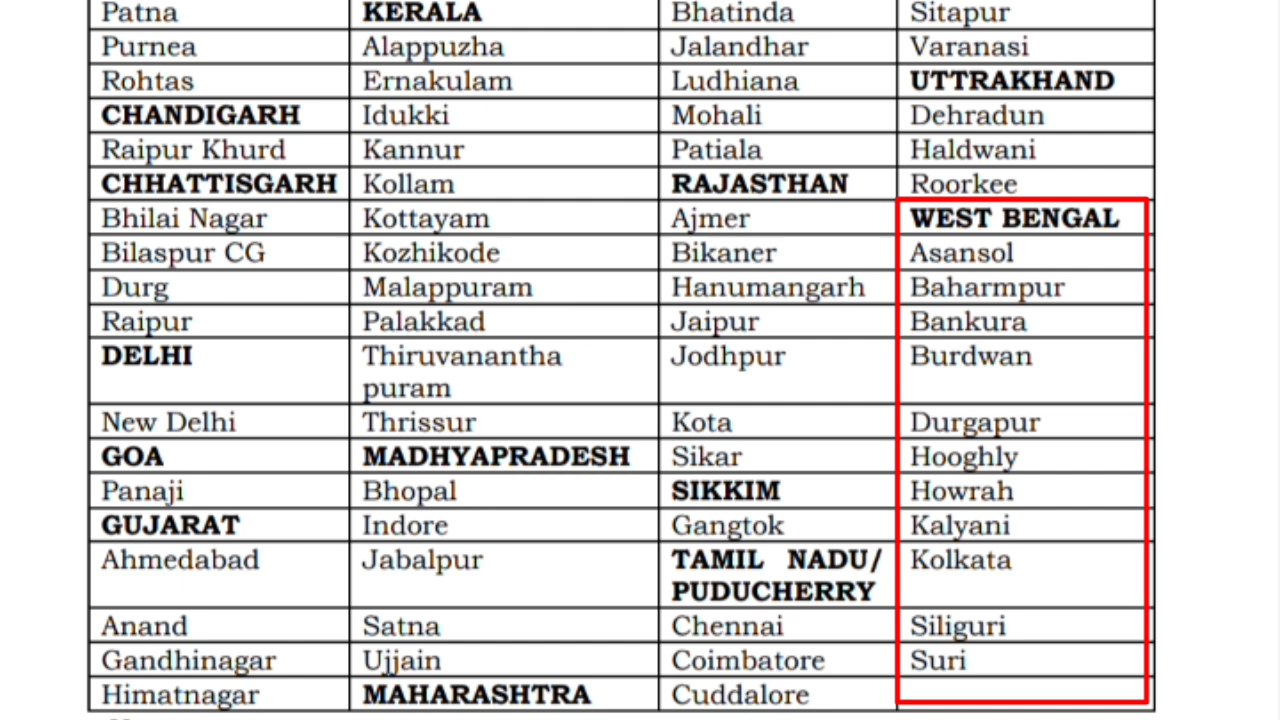 Patna KERALA Bhatinda Sitapur
Purnea Alappuzha Jalandhar Varanasi
Rohtas Ernakulam Ludhiana UTTRAKHAND
CHANDIGARH Idukki Mohali Dehradun
Raipur Khurd Kannur Patiala Haldwani
CHHATTISGARH Kollam RAJASTHAN Roorkee
Bhilai Nagar Kottayam Ajmer WEST BENGAL
Bilaspur CG Kozhikode Bikaner Asansol
Durg Malappuram Hanumangarh Baharmpur
Raipur Palakkad Jaipur Bankura
DELHI Thiruvanantha Jodhpur Burdwan
puram
New Delhi Thrissur Kota Durgapur
GOA MADHYAPRADESH Sikar Hooghly
Panaji Bhopal SIKKIM Howrah
GUJARAT Indore Gangtok Kalyani
Ahmedabad Jabalpur TAMIL NADU/ Kolkata
PUDUCHERRY
Anand Satna Chennai Siliguri
Gandhinagar Ujjain Coimbatore Suri
Himatnagar MAHARASHTRA Cuddalore